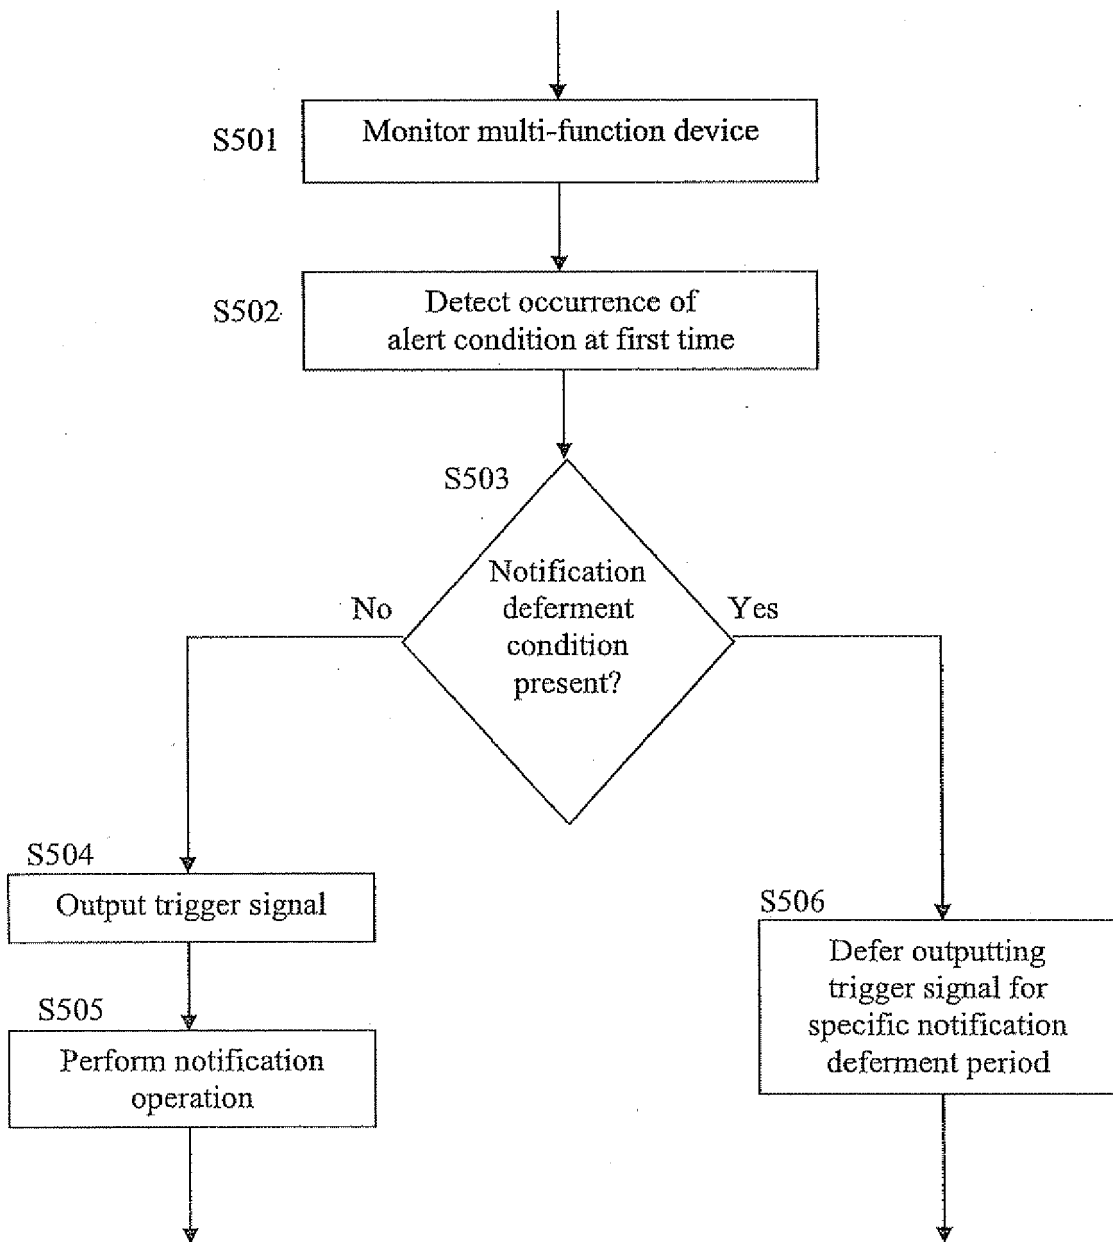 S501
Monitor multi-function device
S502
Detect occurrence of
alert condition at first time
S503
Notification
deferment
condition
present?
No
Yes
S504
Output trigger signal
S505
Perform notification
operation
S506
Defer outputting
trigger signal for
specific notification
deferment period